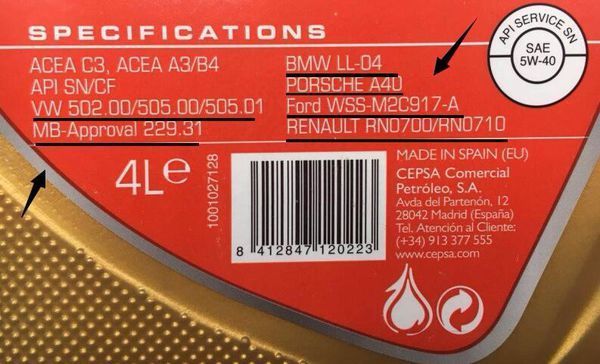 SPECIFICATIONS
ACEA C3, ACEA A3/B4
API SN/CF
VW 502.00/505.00/505.01
MB-Approval 229.31
BMW LL-04
PORSCHE A40
Ford WSS-M2C917-A
RENAULT RN0700/RN0710
API SERVICE SN
SAE
5W-40
4Le
1001027128
8 412847 120223
MADE IN SPAIN (EU)
CEPSA Comercial
Petróleo, S.A.
Avda del Partenón, 12
28042 Madrid (España)
Tel. Atención al Cliente:
(+34) 913 377 555
www.cepsa.com